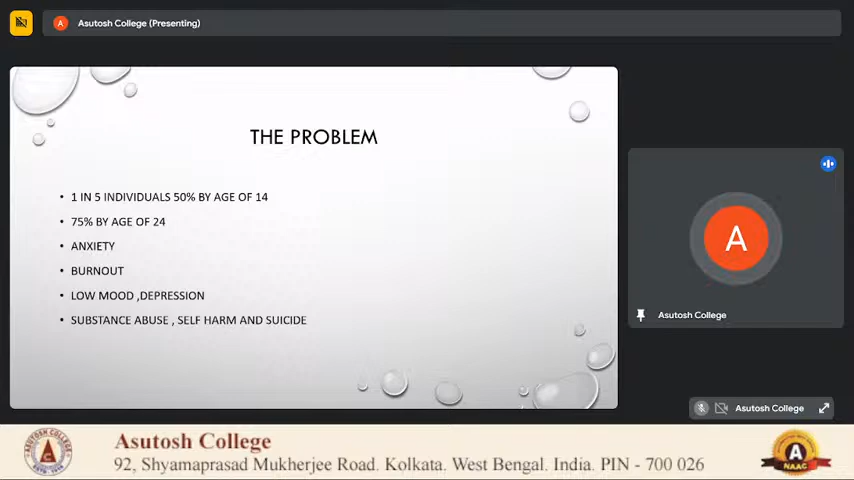 Asutosh College (Presenting)
A
THE PROBLEM
• 1 IN 5 INDIVIDUALS 50% BY AGE OF 14
• 75% BY AGE OF 24
• ANXIETY
• BURNOUT
• LOW MOOD ,DEPRESSION
• SUBSTANCE ABUSE , SELF HARM AND SUICIDE
A
Asutosh College
Asutosh College
ASUTOSH COLLEGE
Asutosh College
92, Shyamaprasad Mukherjee Road. Kolkata. West Bengal. India. PIN - 700 026
A
NAAC